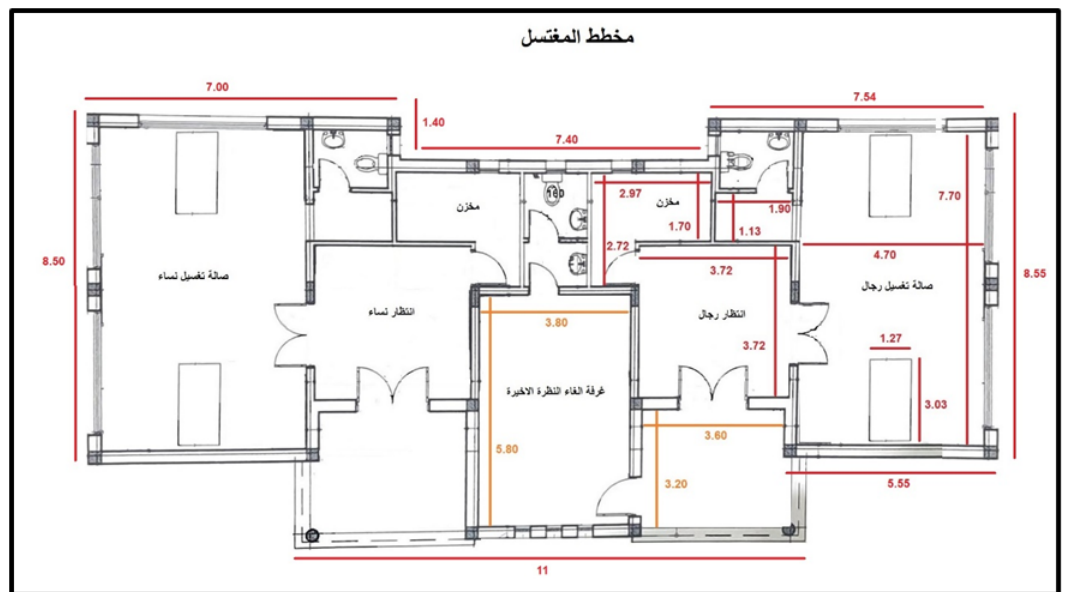 مخطط المغتسل
7.00
7.54
1.40
7.40
2.97
مخزن
مخزن
1.70
1.90
1.13
7.70
2.72
4.70
3.72
8.50
8.55
صالة تغسيل نساء
صالة تغسيل رجال
انتظار نساء
انتظار رجال
3.80
3.72
1.27
غرفة الغاء النظرة الاخيرة
3.03
3.60
5.80
3.20
5.55
11